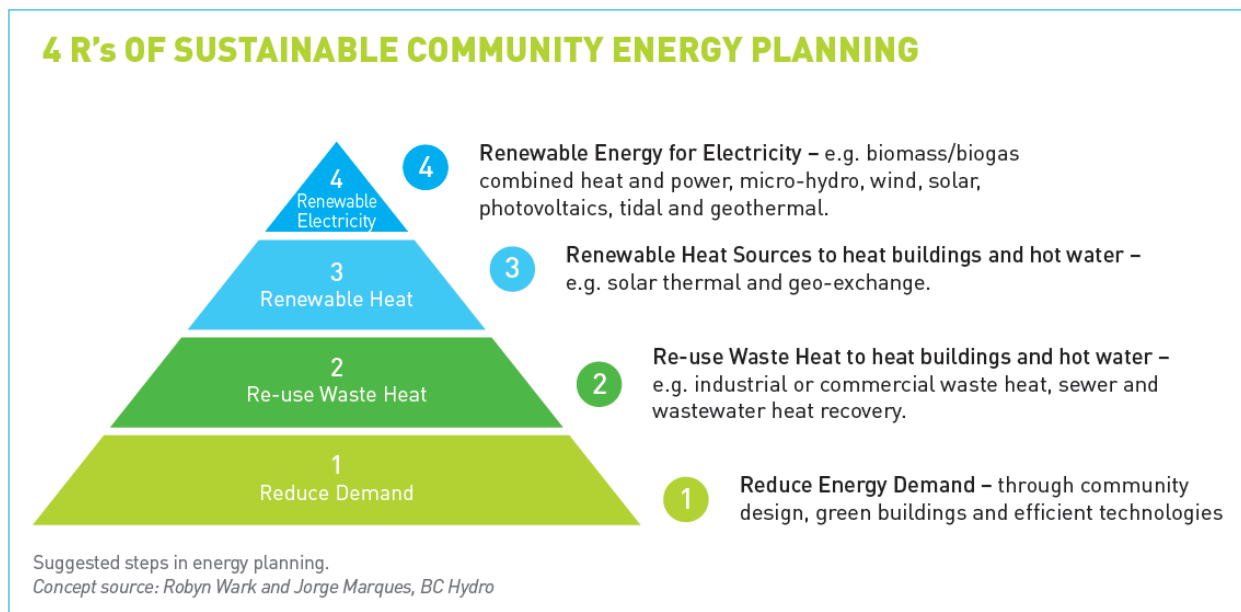 4 R's OF SUSTAINABLE COMMUNITY ENERGY PLANNING
4
Renewable
Electricity
4
Renewable Energy for Electricity – e.g. biomass/biogas
combined heat and power, micro-hydro, wind, solar,
photovoltaics, tidal and geothermal.
3
Renewable Heat
3
Renewable Heat Sources to heat buildings and hot water –
e.g. solar thermal and geo-exchange.
2
Re-use Waste Heat
2
Re-use Waste Heat to heat buildings and hot water –
e.g. industrial or commercial waste heat, sewer and
wastewater heat recovery.
1
Reduce Demand
1
Reduce Energy Demand – through community
design, green buildings and efficient technologies
Suggested steps in energy planning.
Concept source: Robyn Wark and Jorge Marques, BC Hydro